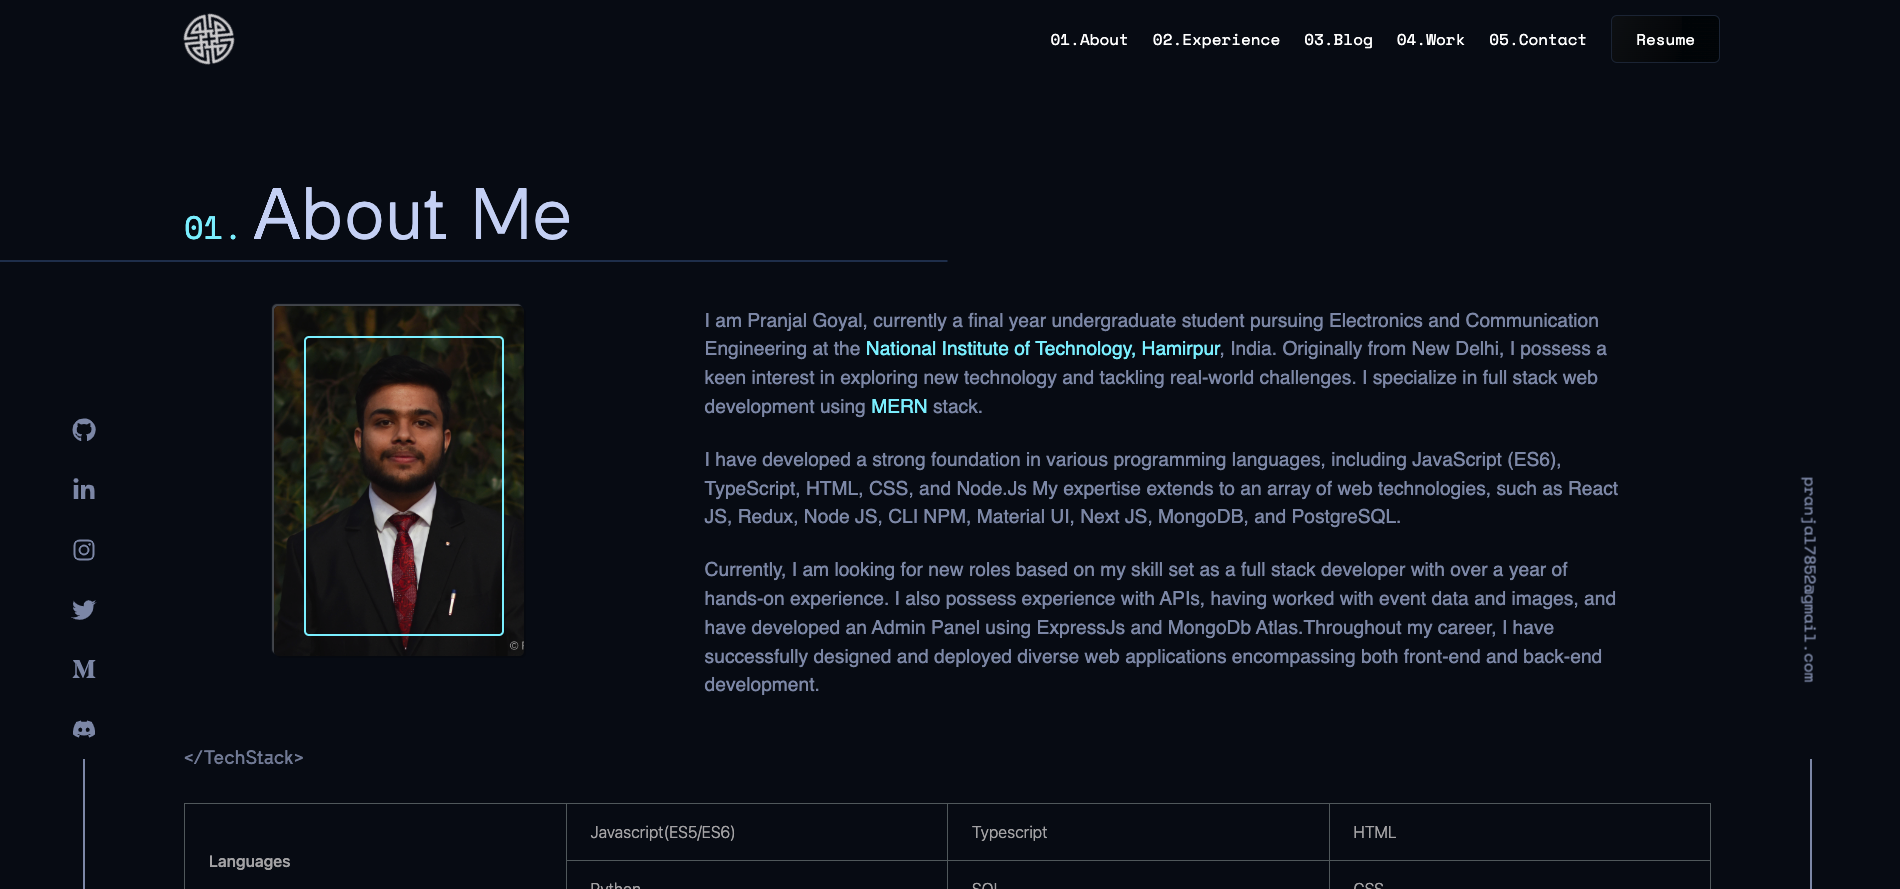 01.About 02.Experience 03.Blog 04.Work 05.Contact Resume
01. About Me
I am Pranjal Goyal, currently a final year undergraduate student pursuing Electronics and Communication
Engineering at the National Institute of Technology, Hamirpur, India. Originally from New Delhi, I possess a
keen interest in exploring new technology and tackling real-world challenges. I specialize in full stack web
development using MERN stack.
I have developed a strong foundation in various programming languages, including JavaScript (ES6),
TypeScript, HTML, CSS, and Node.Js My expertise extends to an array of web technologies, such as React
JS, Redux, Node JS, CLI NPM, Material UI, Next JS, MongoDB, and PostgreSQL.
Currently, I am looking for new roles based on my skill set as a full stack developer with over a year of
hands-on experience. I also possess experience with APIs, having worked with event data and images, and
have developed an Admin Panel using ExpressJs and MongoDb Atlas.Throughout my career, I have
successfully designed and deployed diverse web applications encompassing both front-end and back-end
development.
©
pranjal7852@gmail.com
</TechStack>
Javascript(ES5/ES6) Typescript HTML
Languages
Python SQL CSS